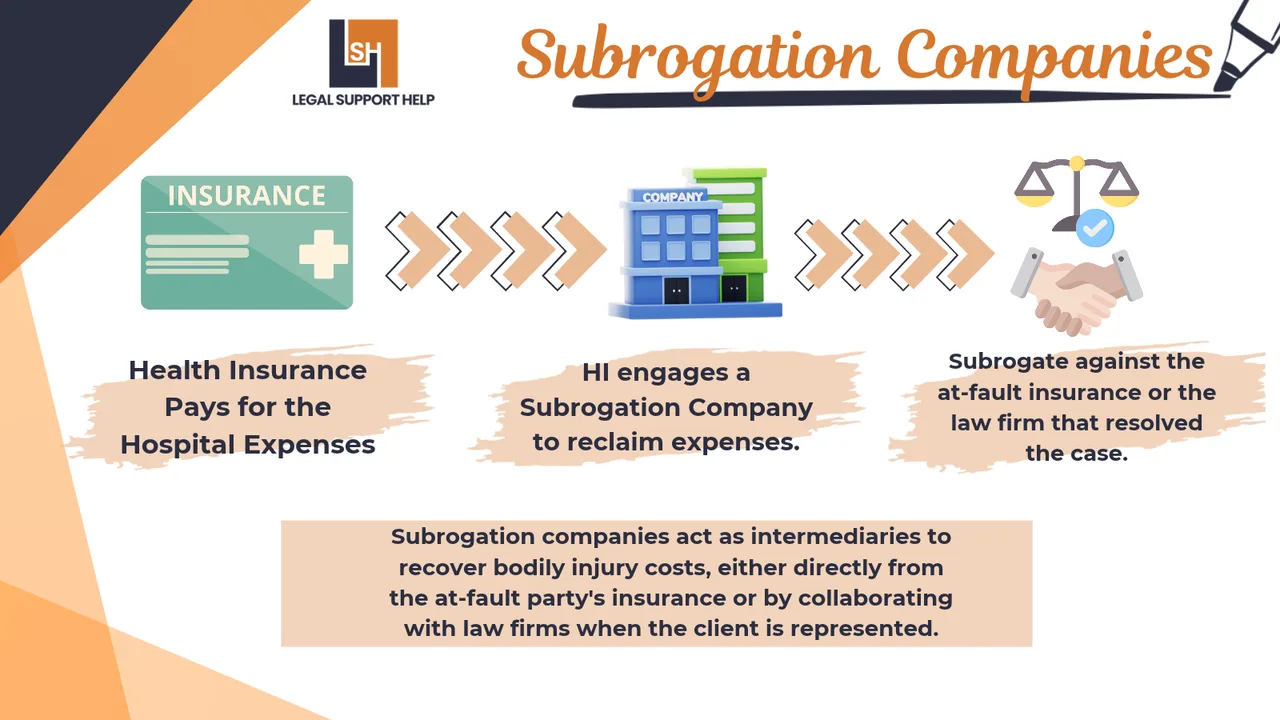 SH
LEGAL SUPPORT HELP
Subrogation Companies
INSURANCE
COMPANY
Health Insurance
Pays for the
Hospital Expenses
HI engages a
Subrogation Company
to reclaim expenses.
Subrogate against the
at-fault insurance or the
law firm that resolved
the case.
Subrogation companies act as intermediaries to
recover bodily injury costs, either directly from
the at-fault party's insurance or by collaborating
with law firms when the client is represented.